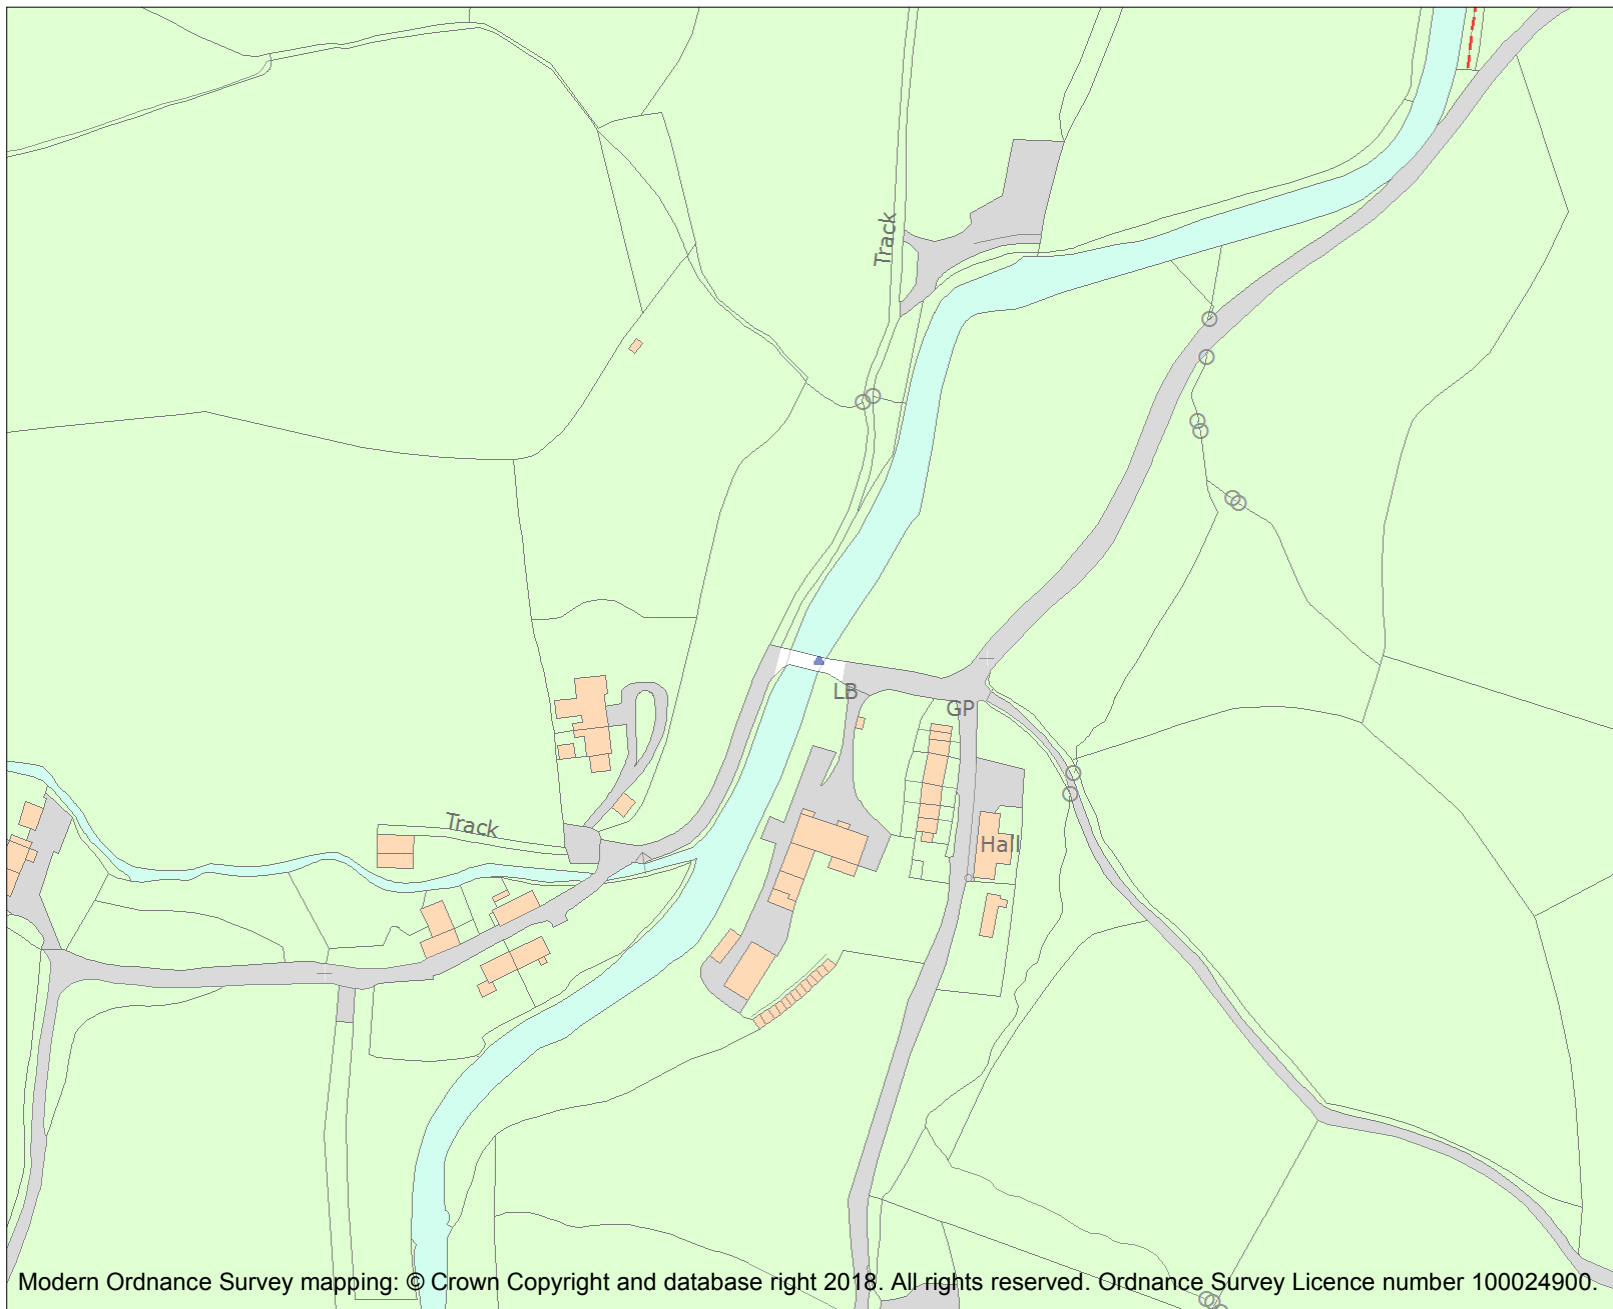 Track
LB
GP
Track
Hall
Modern Ordnance Survey mapping: © Crown Copyright and database right 2018. All rights reserved. Ordnance Survey Licence number 100024900.